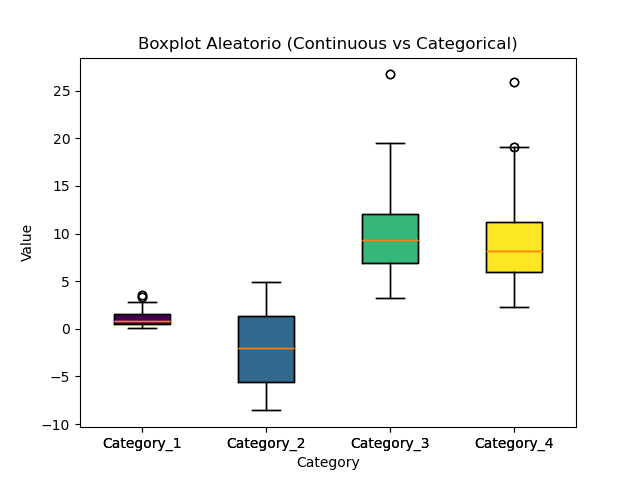 Boxplot Aleatorio (Continuous vs Categorical)
25
20
15
10
5
0
−5
−10
Value
Category_1 Category_2 Category_3 Category_4
Category